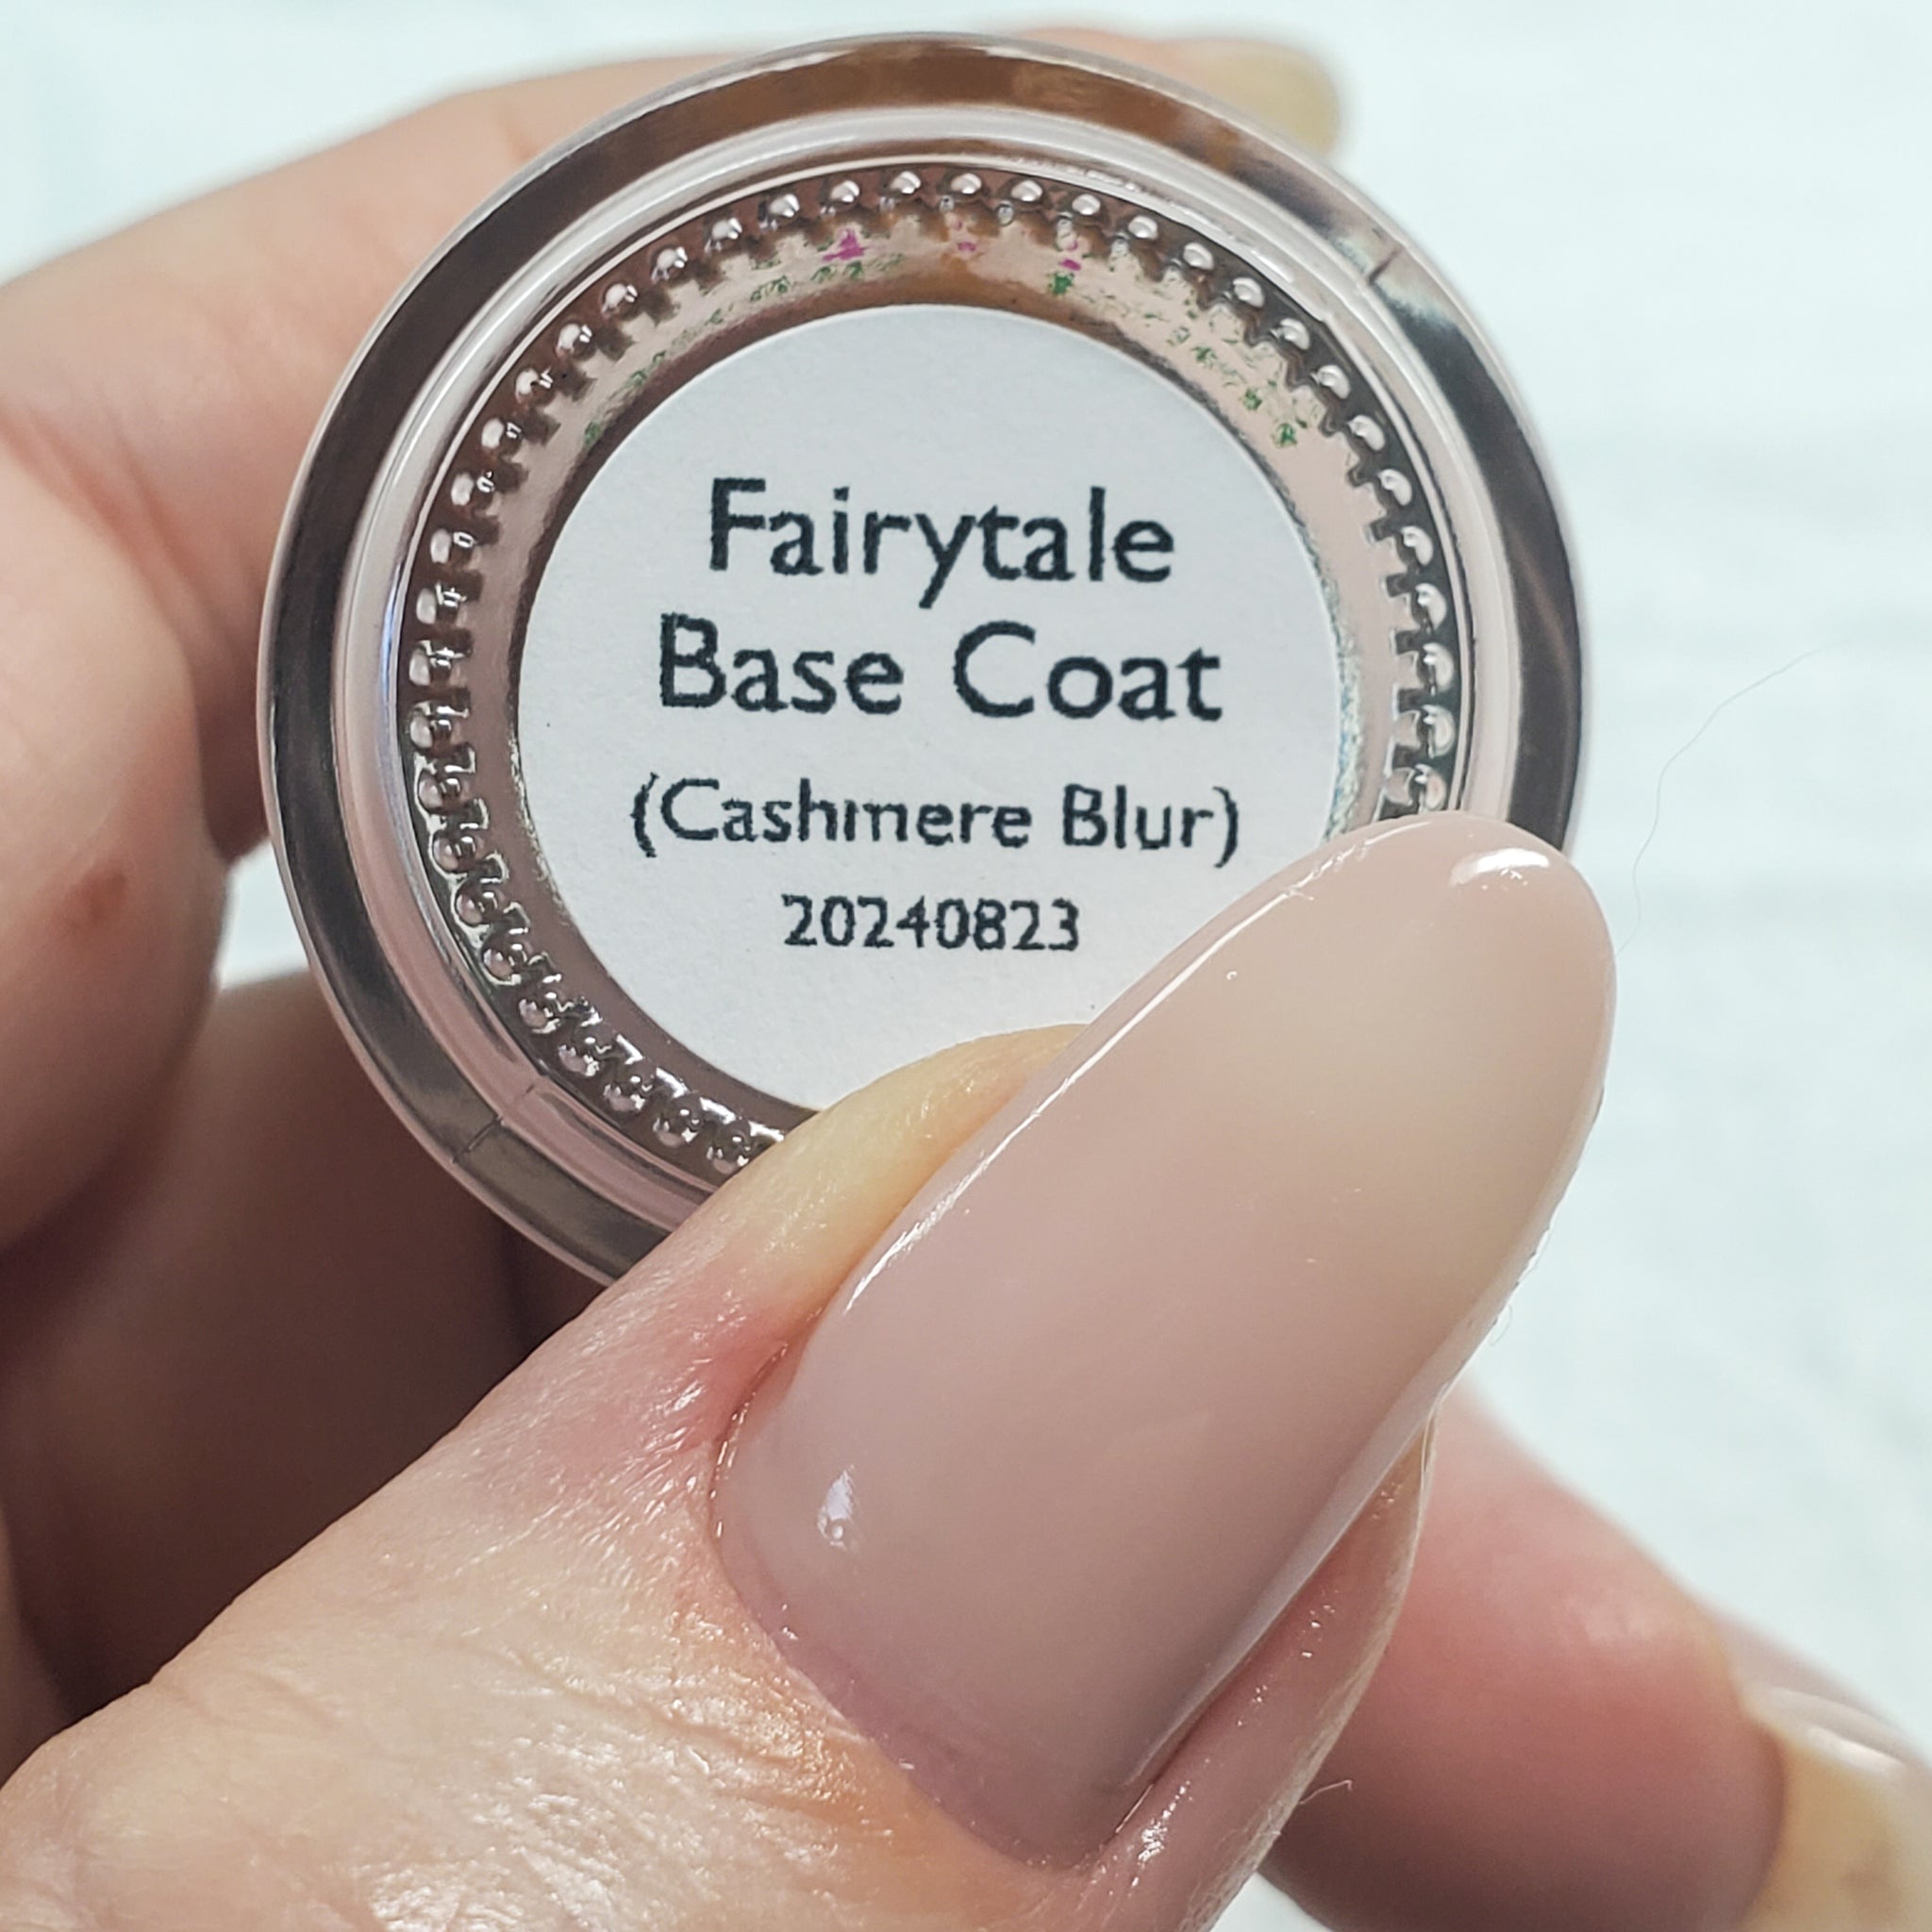 Fairytale
Base Coat
(Cashmere Blur)
20240823